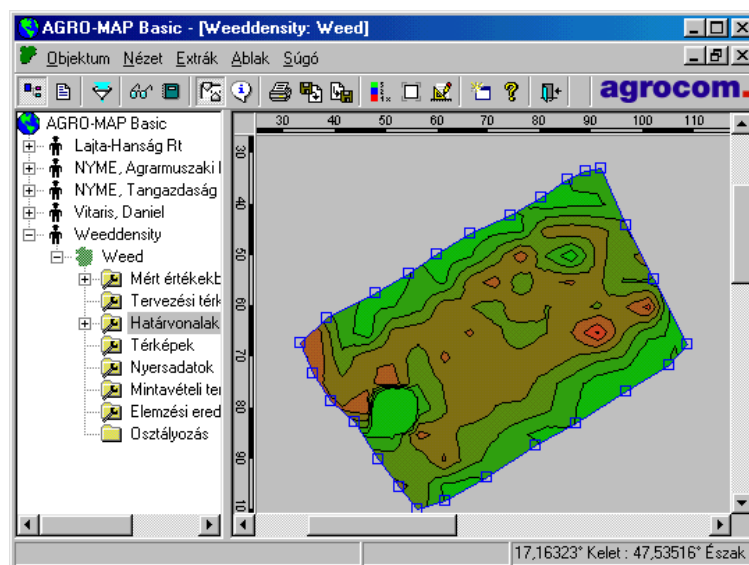 AGRO-MAP Basic - [Weeddensity: Weed]
Objektum Nézet Extrák Ablak Súgó
agrocom.
AGRO-MAP Basic
Lajta-Hanság Rt
NYME, Agrarmuszaki
NYME, Tangazdaság
Vitaris, Daniel
Weeddensity
Weed
Mért értékekb
Tervezési térk
Határvonalak
Térképek
Nyersadatok
Mintavételi te
Elemzési ered
Osztályozás
30 40 50 60 70 80 90 100 110
30
40
50
60
70
80
90
17,16323° Kelet : 47,53516° Észak